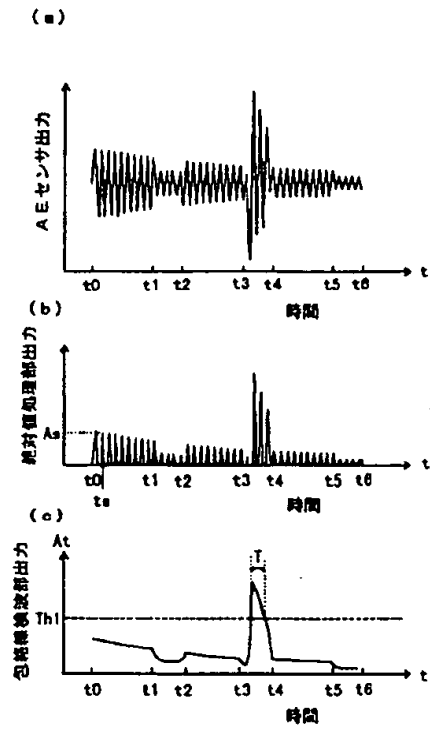 (a)
AEセンサ出力
t
t0 t1 t2 t3 t4 t5 t6
時間
(b)
絶対値処理部出力
As
t
t0 t1 t2 t3 t4 t5 t6
ts
時間
(c)
At
包絡線検波部出力
T
Th1
t
t0 t1 t2 t3 t4 t5 t6
時間